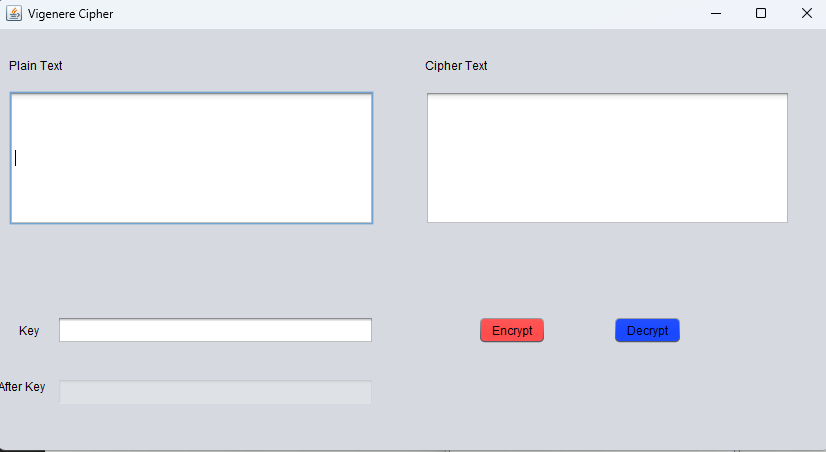 Vigenere Cipher
Plain Text
Cipher Text
Key
Encrypt
Decrypt
After Key